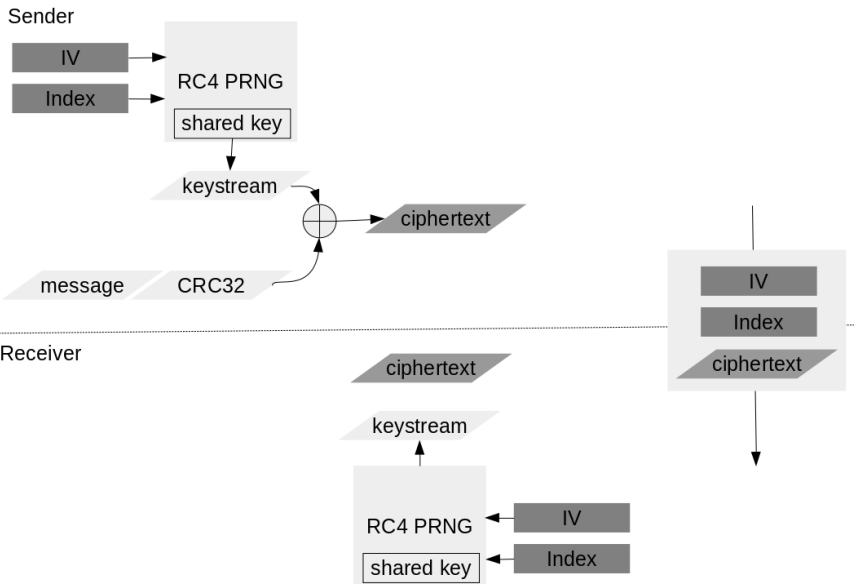 Sender
IV
Index
RC4 PRNG
shared key
keystream
ciphertext
message
CRC32
IV
Index
ciphertext
Receiver
ciphertext
keystream
RC4 PRNG
shared key
IV
Index